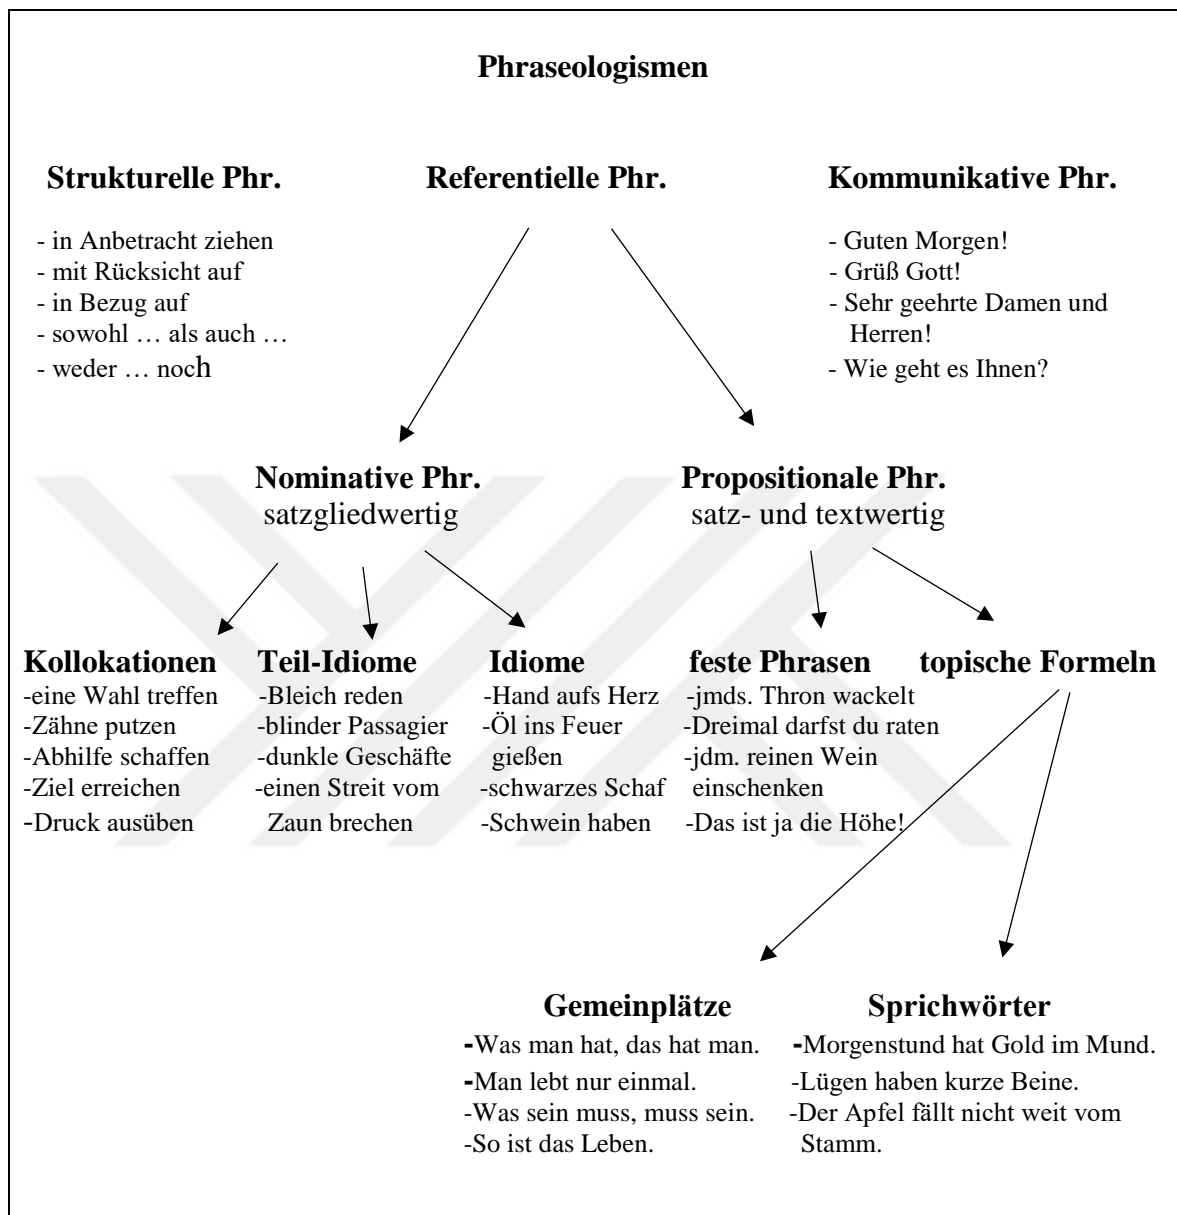 Phraseologismen
Strukturelle Phr.
- in Anbetracht ziehen
- mit Rücksicht auf
- in Bezug auf
- sowohl … als auch …
- weder … noch
Referentielle Phr.
Kommunikative Phr.
- Guten Morgen!
- Grüß Gott!
- Sehr geehrte Damen und
Herren!
- Wie geht es Ihnen?
Nominative Phr.
satzgliedwertig
Propositionale Phr.
satz- und textwertig
Kollokationen
-eine Wahl treffen
-Zähne putzen
-Abhilfe schaffen
-Ziel erreichen
-Druck ausüben
Teil-Idiome
-Bleich reden
-blinder Passagier
-dunkle Geschäfte
-einen Streit vom
Zaun brechen
Idiome
-Hand aufs Herz
-Öl ins Feuer
gießen
-schwarzes Schaf
-Schwein haben
feste Phrasen
-jmds. Thron wackelt
-Dreimal darfst du raten
-jdm. reinen Wein
einschenken
-Das ist ja die Höhe!
topische Formeln
Gemeinplätze
-Was man hat, das hat man.
-Man lebt nur einmal.
-Was sein muss, muss sein.
-So ist das Leben.
Sprichwörter
-Morgenstund hat Gold im Mund.
-Lügen haben kurze Beine.
-Der Apfel fällt nicht weit vom
Stamm.